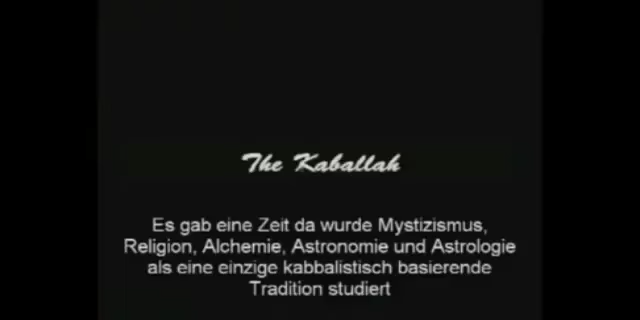 The Kaballah
Es gab eine Zeit da wurde Mystizismus,
Religion, Alchemie, Astronomie und Astrologie
als eine einzige kabbalistisch basierende
Tradition studiert